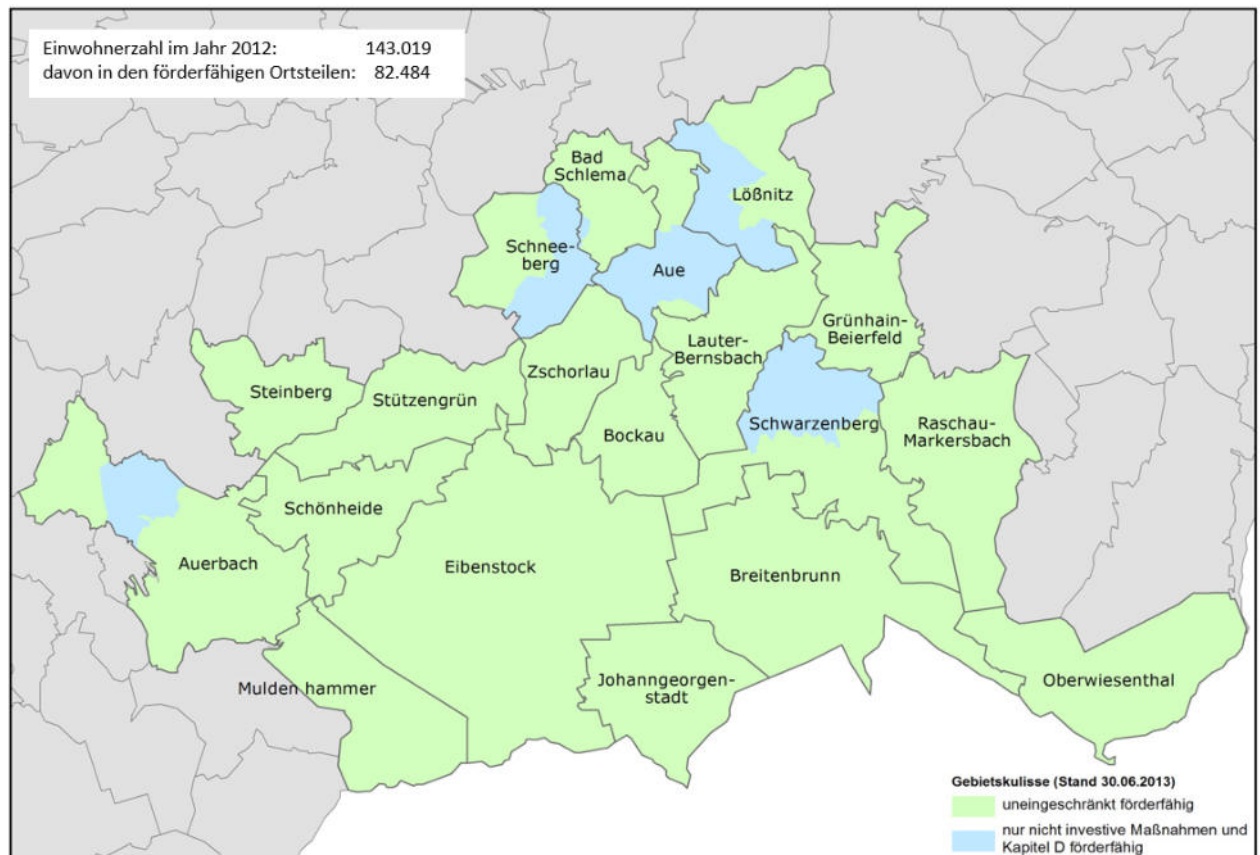 Einwohnerzahl im Jahr 2012: 143.019
davon in den förderfähigen Ortsteilen: 82.484
Bad
Schlema
Lößnitz
Schnee-
berg
Aue
Grünhain-
Beierfeld
Lauter-
Bernsbach
Zschorlau
Steinberg
Stützengrün
Bockau
Schwarzenberg
Raschau-
Markersbach
Schönheide
Auerbach
Eibenstock
Breitenbrunn
Mulden hammer
Johanngeorgen-
stadt
Oberwiesenthal
Gebietskulisse (Stand 30.06.2013)
uneingeschränkt förderfähig
nur nicht investive Maßnahmen und
Kapitel D förderfähig